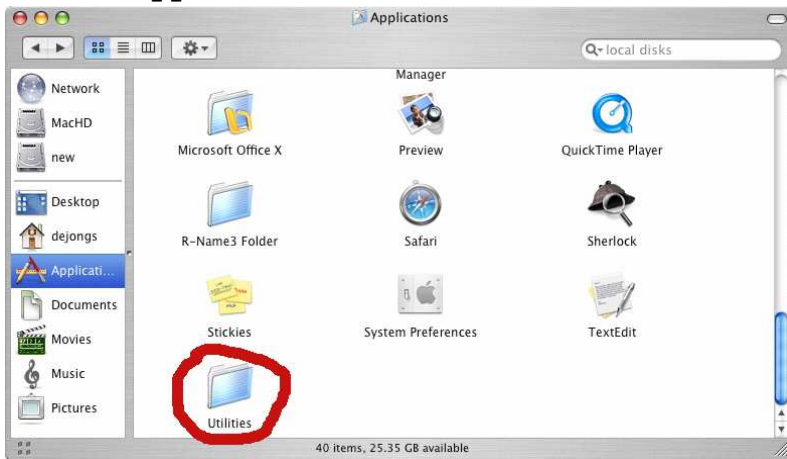 Applications
local disks
Network
MacHD
new
Desktop
dejongs
Applicati...
Documents
Movies
Music
Pictures
Manager
Microsoft Office X
Preview
QuickTime Player
R-Name3 Folder
Safari
Sherlock
Stickies
System Preferences
TextEdit
Utilities
40 items, 25.35 GB available